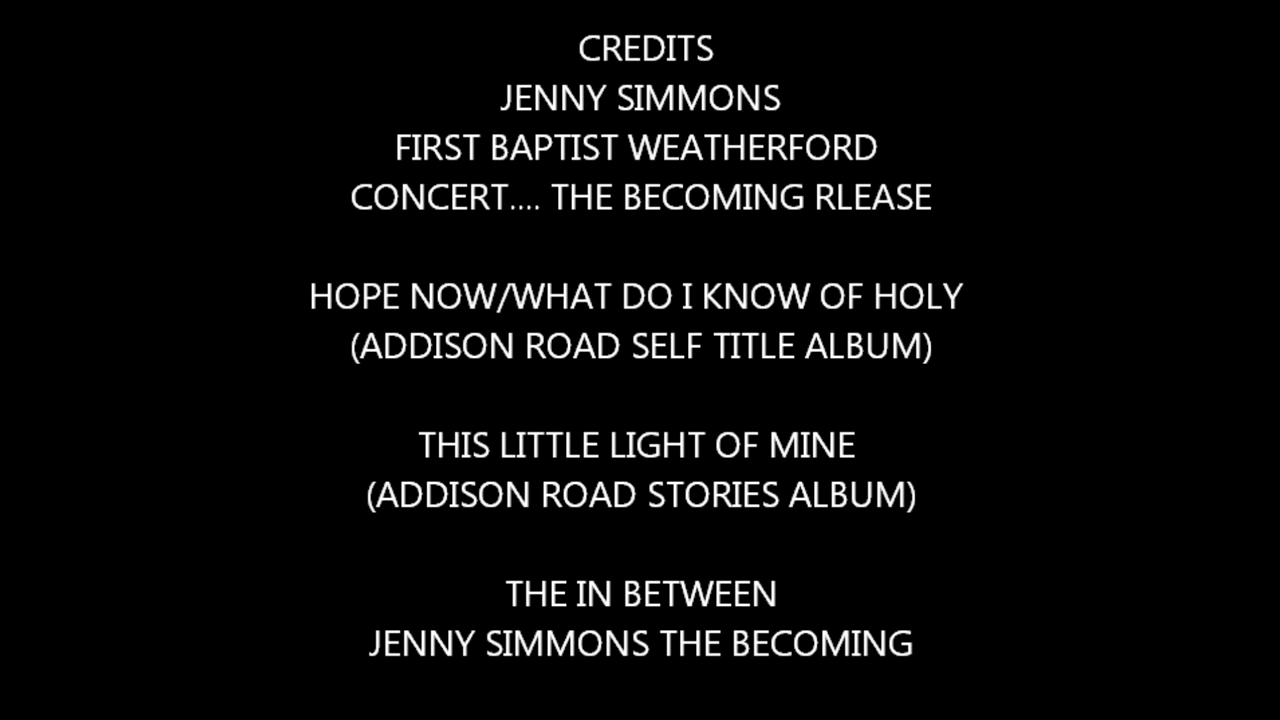 CREDITS
JENNY SIMMONS
FIRST BAPTIST WEATHERFORD
CONCERT.... THE BECOMING RLEASE
HOPE NOW/WHAT DO I KNOW OF HOLY
(ADDISON ROAD SELF TITLE ALBUM)
THIS LITTLE LIGHT OF MINE
(ADDISON ROAD STORIES ALBUM)
THE IN BETWEEN
JENNY SIMMONS THE BECOMING